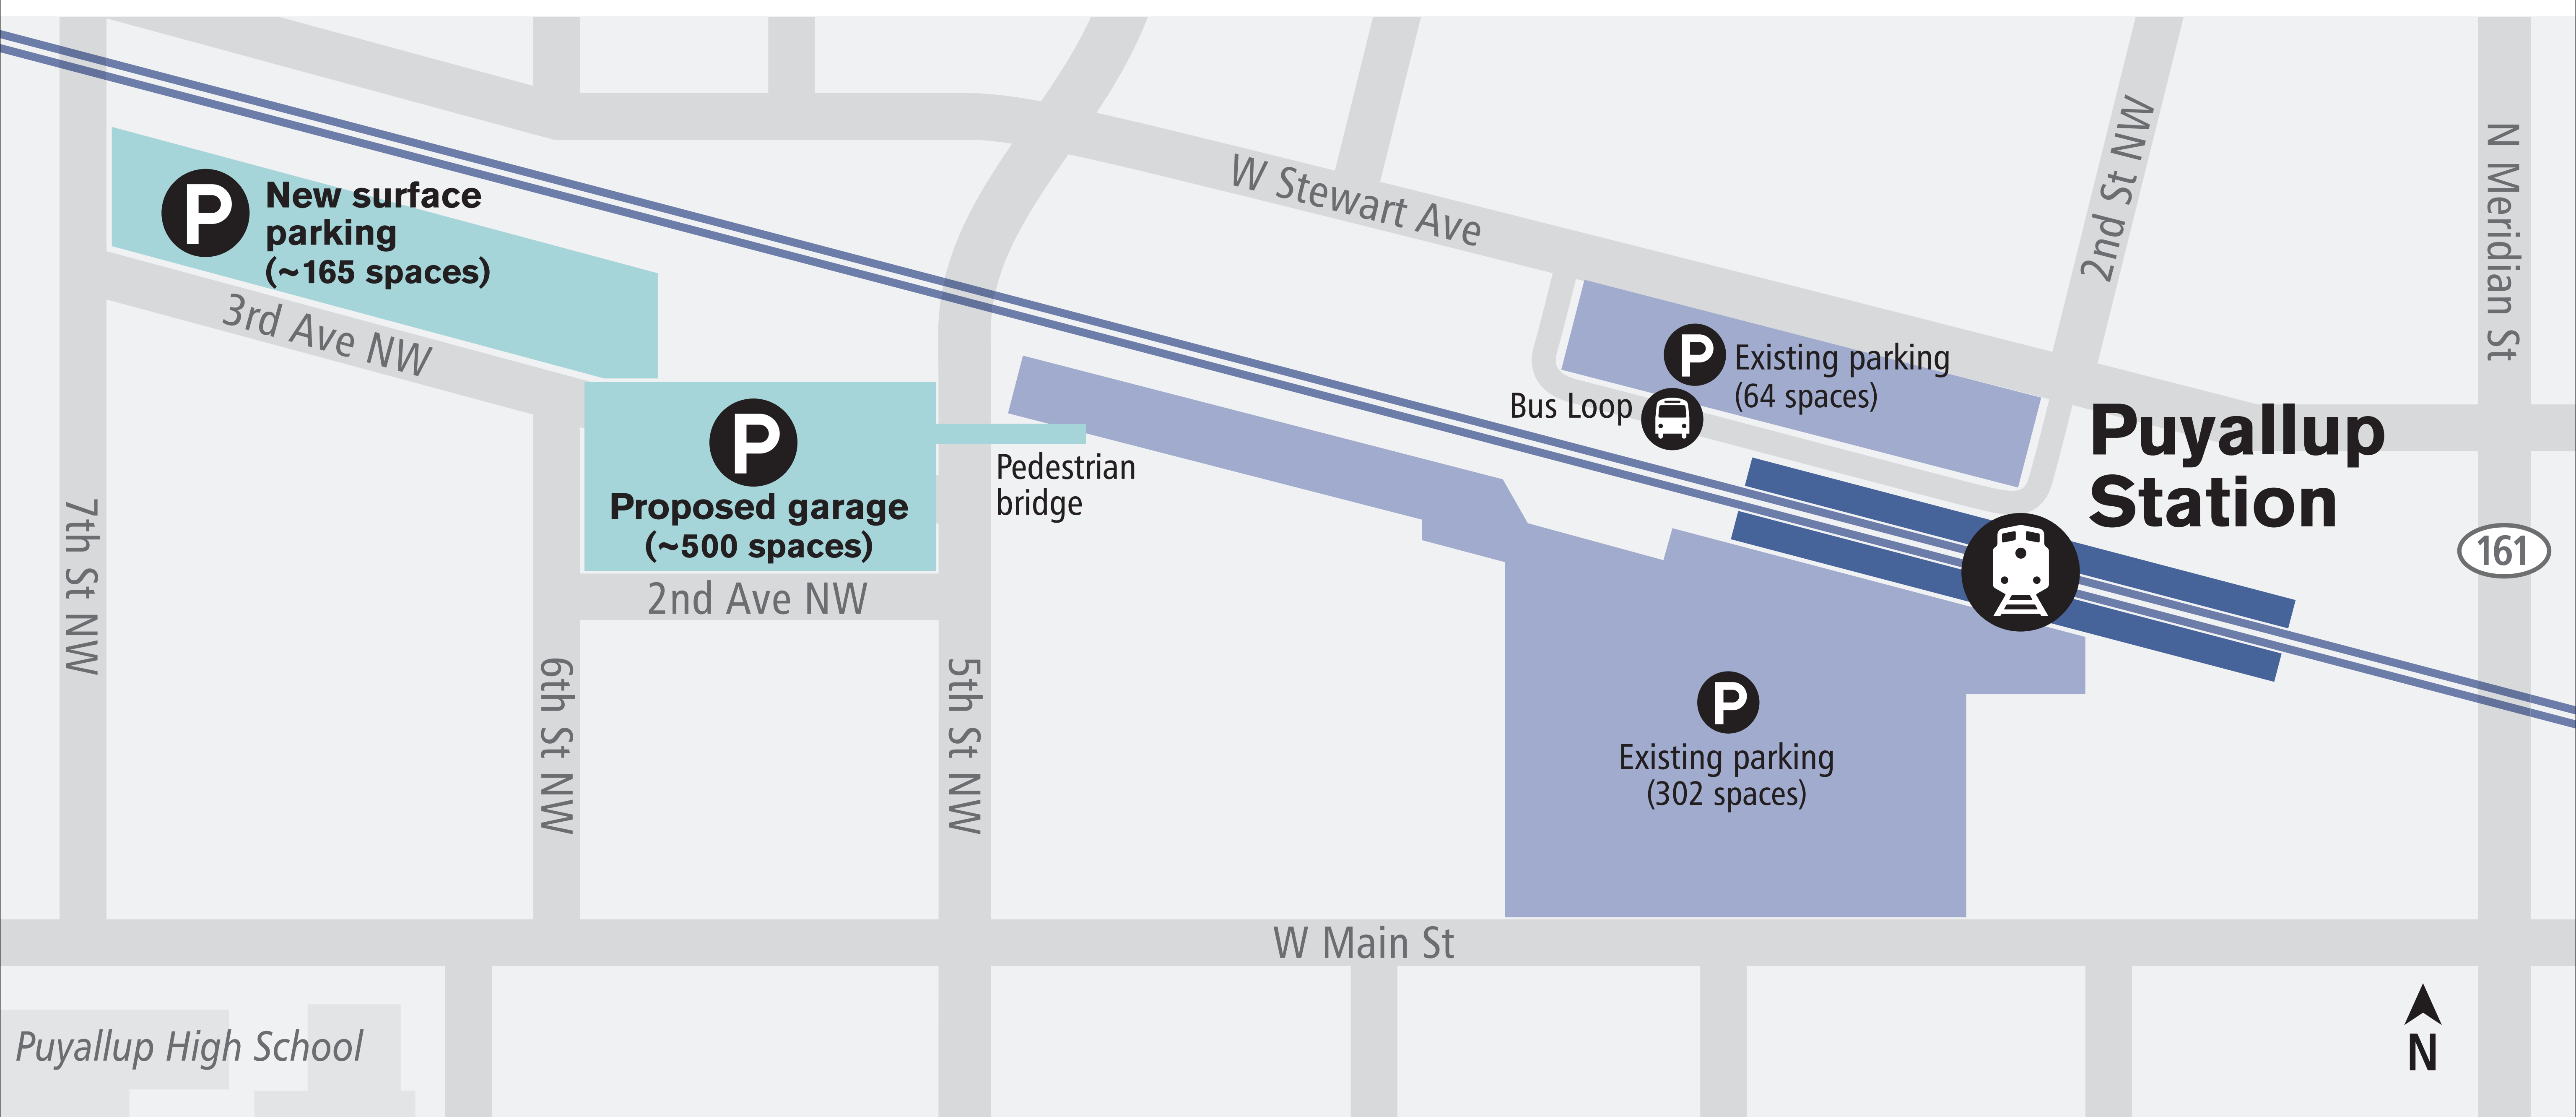 New surface
parking
(~165 spaces)
3rd Ave NW
W Stewart Ave
2nd St NW
N Meridian St
P
P
Existing parking
(64 spaces)
Bus Loop
Puyallup
Station
P
Proposed garage
(~500 spaces)
Pedestrian
bridge
2nd Ave NW
7th St NW
6th St NW
5th St NW
161
P
Existing parking
(302 spaces)
W Main St
Puyallup High School
N